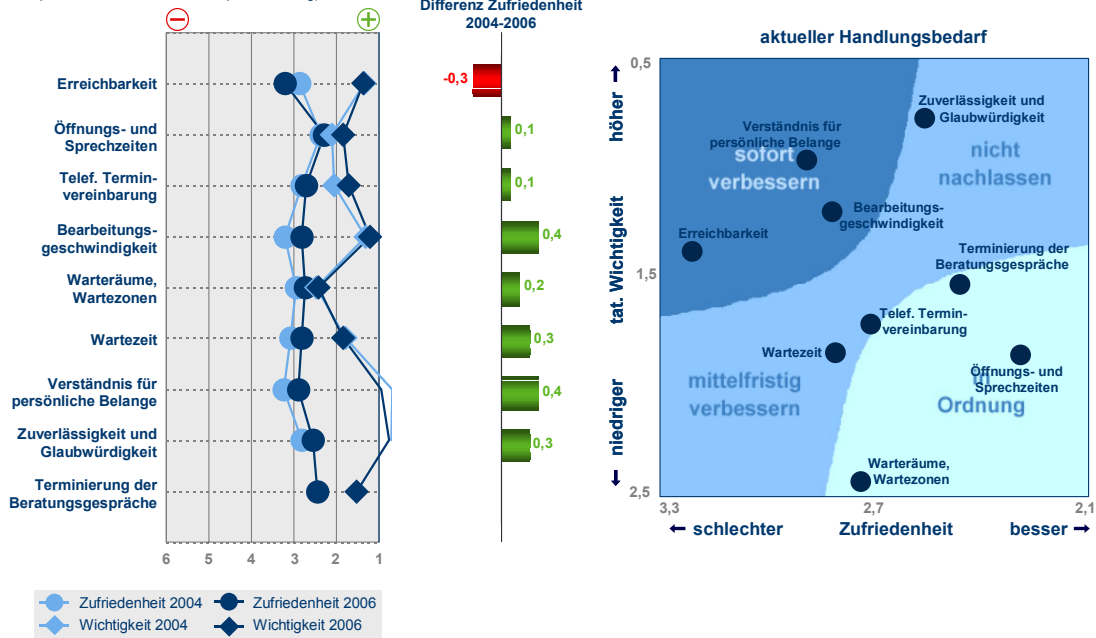 Differenz Zufriedenheit
2004-2006
Erreichbarkeit
Öffnungs- und
Sprechzeiten
Telef. Termin-
vereinbarung
Bearbeitungs-
geschwindigkeit
Warteräume,
Wartezonen
Wartezeit
Verständnis für
persönliche Belange
Zuverlässigkeit und
Glaubwürdigkeit
Terminierung der
Beratungsgespräche
6 5 4 3 2 1
Zufriedenheit 2004 Zufriedenheit 2006
Wichtigkeit 2004 Wichtigkeit 2006
-0,3
0,1
0,1
0,4
0,2
0,3
0,4
0,3
aktueller Handlungsbedarf
0,5
1,5
2,5
höher
tat. Wichtigkeit
niedriger
Zuverlässigkeit und
Glaubwürdigkeit
Verständnis für
persönliche Belange
sofort
verbessern
nicht
nachlassen
Bearbeitungs-
geschwindigkeit
Erreichbarkeit
Terminierung der
Beratungsgespräche
Telef. Termin-
vereinbarung
Wartezeit
Öffnungs- und
Sprechzeiten
mittelfristig
verbessern
in
Ordnung
Warteräume,
Wartezonen
3,3 2,7 2,1
schlechter Zufriedenheit besser